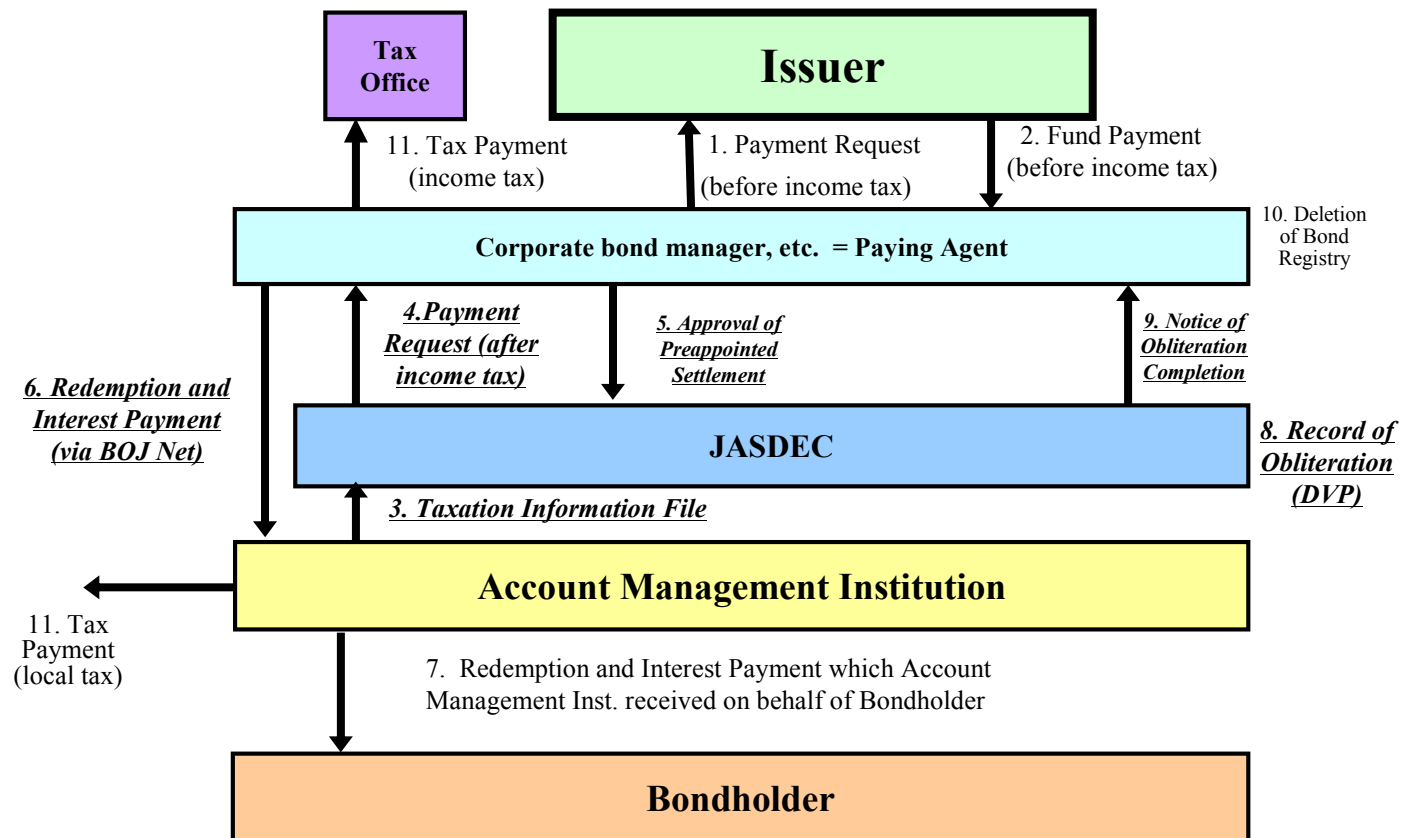 Tax
Office
Issuer
11. Tax Payment
(income tax)
1. Payment Request
(before income tax)
2. Fund Payment
(before income tax)
Corporate bond manager, etc.  = Paying Agent
10. Deletion
of Bond
Registry
4.Payment
Request (after
income tax)
5. Approval of
Preappointed
Settlement
9. Notice of
Obliteration
Completion
6. Redemption and
Interest Payment
(via BOJ Net)
JASDEC
8. Record of
Obliteration
(DVP)
3. Taxation Information File
Account Management Institution
11. Tax
Payment
(local tax)
7.  Redemption and Interest Payment which Account
Management Inst. received on behalf of Bondholder
Bondholder